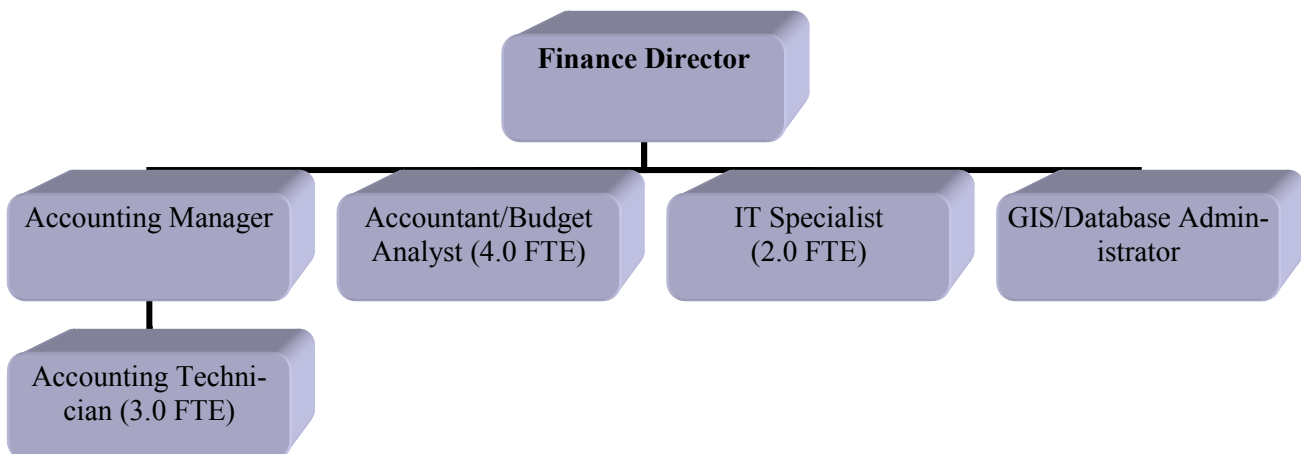 Finance Director
Accounting Manager
Accountant/Budget
Analyst (4.0 FTE)
IT Specialist
(2.0 FTE)
GIS/Database Admin-
istrator
Accounting Techni-
cian (3.0 FTE)